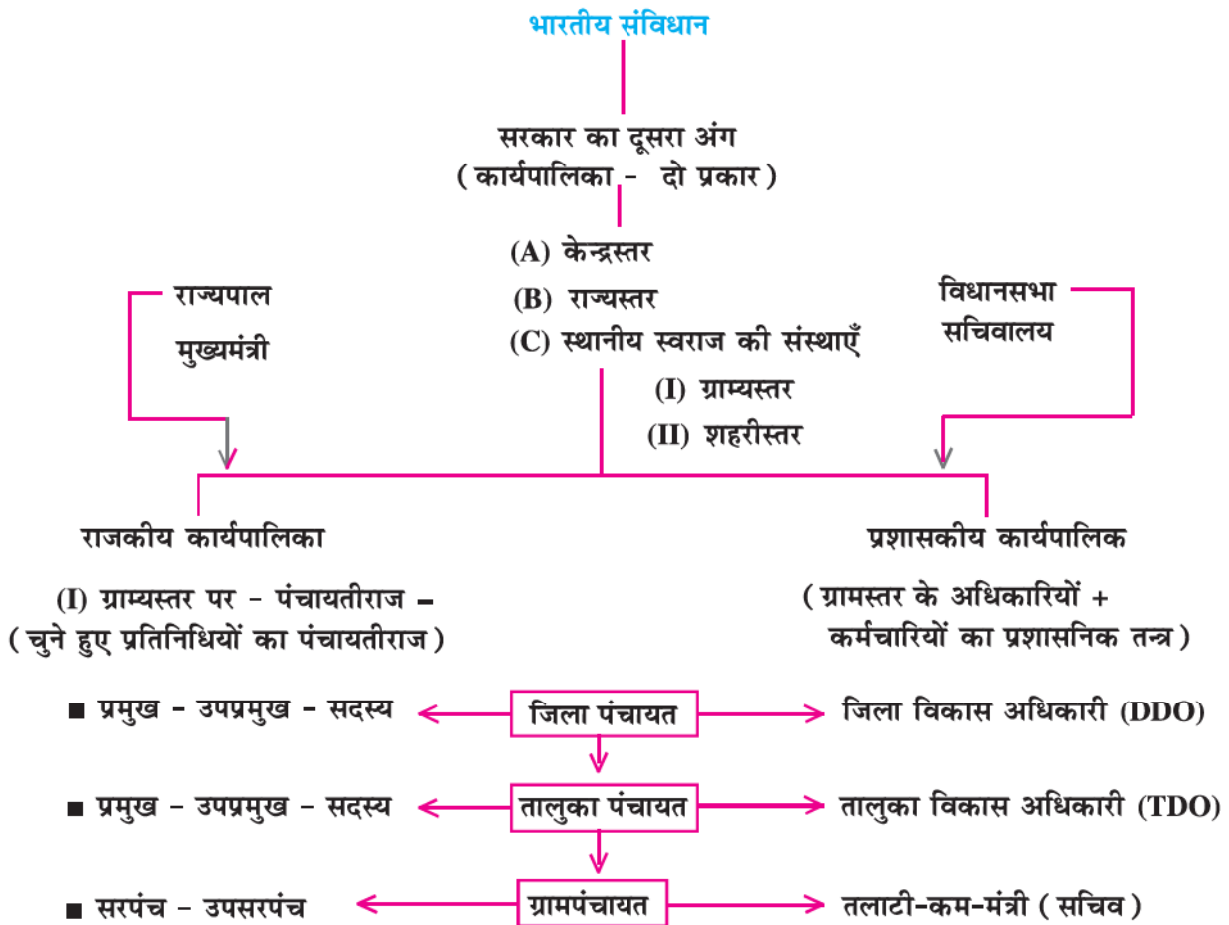 भारतीय संविधान
सरकार का दूसरा अंग
( कार्यपालिका - दो प्रकार )
(A) केन्द्रस्तर
(B) राज्यस्तर
(C) स्थानीय स्वराज की संस्थाएँ
(I) ग्राम्यस्तर
(II) शहरीस्तर
राज्यपाल
मुख्यमंत्री
विधानसभा
सचिवालय
राजकीय कार्यपालिका
(I) ग्राम्यस्तर पर - पंचायतीराज –
( चुने हुए प्रतिनिधियों का पंचायतीराज )
प्रशासकीय कार्यपालिक
( ग्रामस्तर के अधिकारियों +
कर्मचारियों का प्रशासनिक तन्त्र )
■ प्रमुख - उपप्रमुख - सदस्य
जिला पंचायत
जिला विकास अधिकारी (DDO)
■ प्रमुख - उपप्रमुख - सदस्य
तालुका पंचायत
तालुका विकास अधिकारी (TDO)
■ सरपंच - उपसरपंच
ग्रामपंचायत
तलाटी-कम-मंत्री ( सचिव )